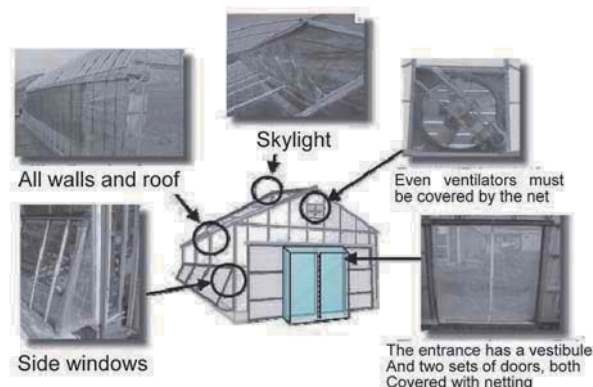 Skylight
All walls and roof
Even ventilators must
be covered by the net
Side windows
The entrance has a vestibule
And two sets of doors, both
Covered with netting